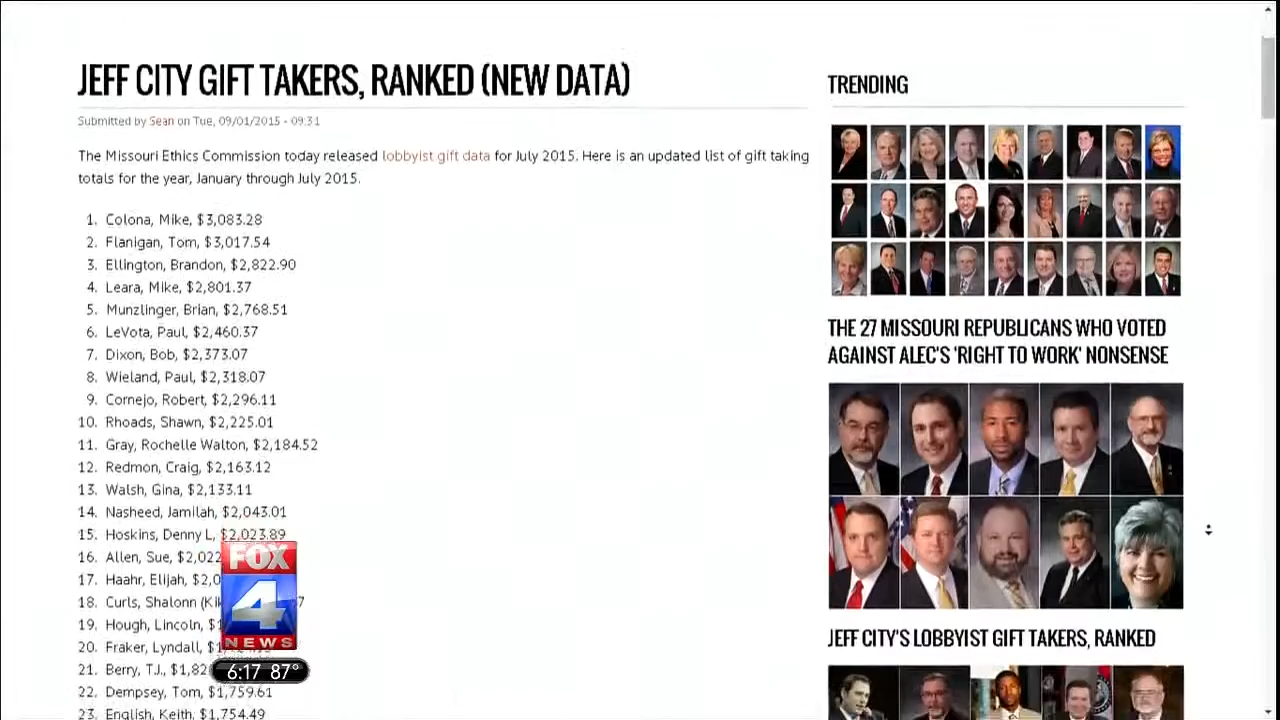 JEFF CITY GIFT TAKERS, RANKED (NEW DATA)
Submitted by Sean on Tue, 09/01/2015 - 09:31
The Missouri Ethics Commission today released lobbyist gift data for July 2015. Here is an updated list of gift taking
totals for the year, January through July 2015.
1. Colona, Mike, $3,083.28
2. Flanigan, Tom, $3,017.54
3. Ellington, Brandon, $2,822.90
4. Leara, Mike, $2,801.37
5. Munzlinger, Brian, $2,768.51
6. LeVota, Paul, $2,460.37
7. Dixon, Bob, $2,373.07
8. Wieland, Paul, $2,318.07
9. Cornejo, Robert, $2,296.11
10. Rhoads, Shawn, $2,225.01
11. Gray, Rochelle Walton, $2,184.52
12. Redmon, Craig, $2,163.12
13. Walsh, Gina, $2,133.11
14. Nasheed, Jamilah, $2,043.01
15. Hoskins, Denny L, $2,023.89
16. Allen, Sue, $2,022
17. Haahr, Elijah, $2,0
18. Curls, Shalonn (Ki 7
19. Hough, Lincoln, $1
20. Fraker, Lyndall, $1
21. Berry, T.J., $1,82
22. Dempsey, Tom, $1,759.61
23. English, Keith, $1,754.49
TRENDING
THE 27 MISSOURI REPUBLICANS WHO VOTED
AGAINST ALEC'S 'RIGHT TO WORK' NONSENSE
JEFF CITY'S LOBBYIST GIFT TAKERS, RANKED
FOX
4
NEWS
6:17 87°